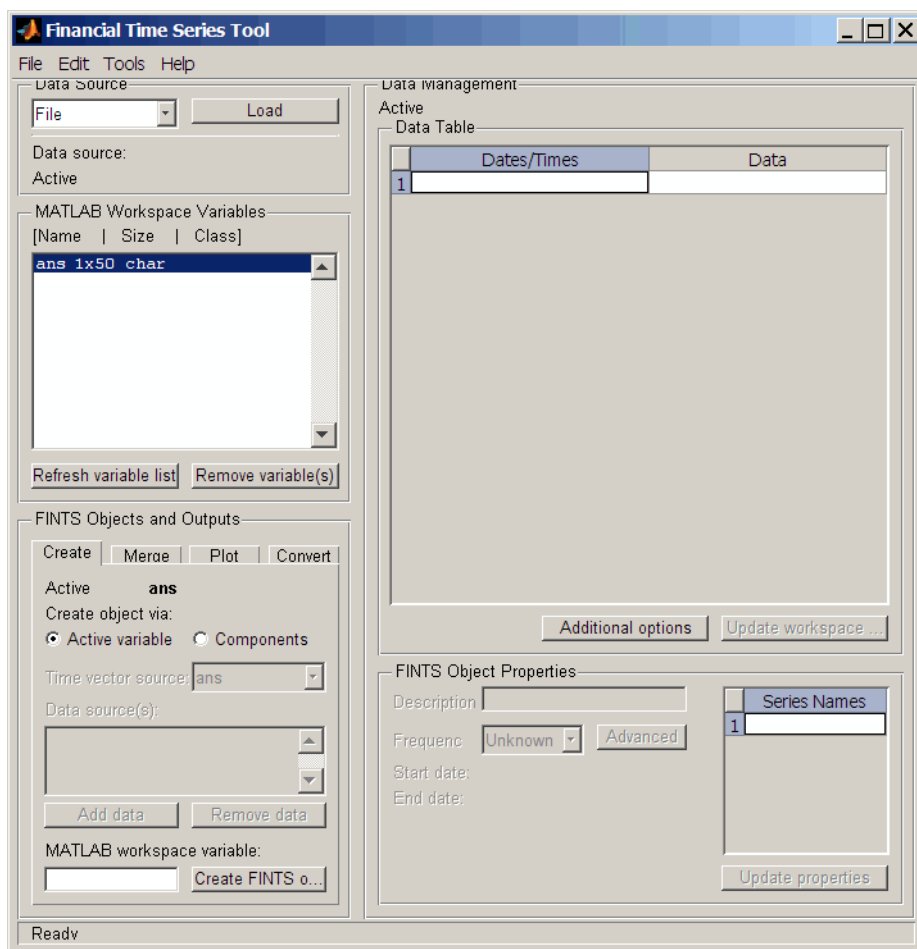 Financial Time Series Tool
File Edit Tools Help
Data Source
File
Load
Data source:
Active
MATLAB Workspace Variables
[Name | Size | Class]
ans 1x50 char
Refresh variable list
Remove variable(s)
FINTS Objects and Outputs
Create Merge Plot Convert
Active ans
Create object via:
Active variable Components
Time vector source: ans
Data source(s):
Add data Remove data
MATLAB workspace variable:
Create FINTS o...
Data Management
Active
Data Table
Dates/Times Data
1
Additional options Update workspace ...
FINTS Object Properties
Description
Frequenc Unknown Advanced
Start date:
End date:
Series Names
1
Update properties
Ready